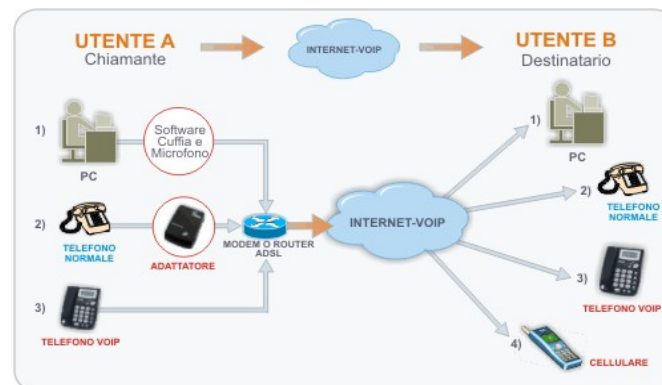 UTENTE A
Chiamante
INTERNET-VOIP
UTENTE B
Destinatario
1)
PC
Software
Cuffia e
Microfono
2)
TELEFONO
NORMALE
ADATTATORE
MODEM O ROUTER
ADSL
3)
TELEFONO VOIP
INTERNET-VOIP
1)
PC
2)
TELEFONO
NORMALE
3)
TELEFONO VOIP
4)
CELLULARE